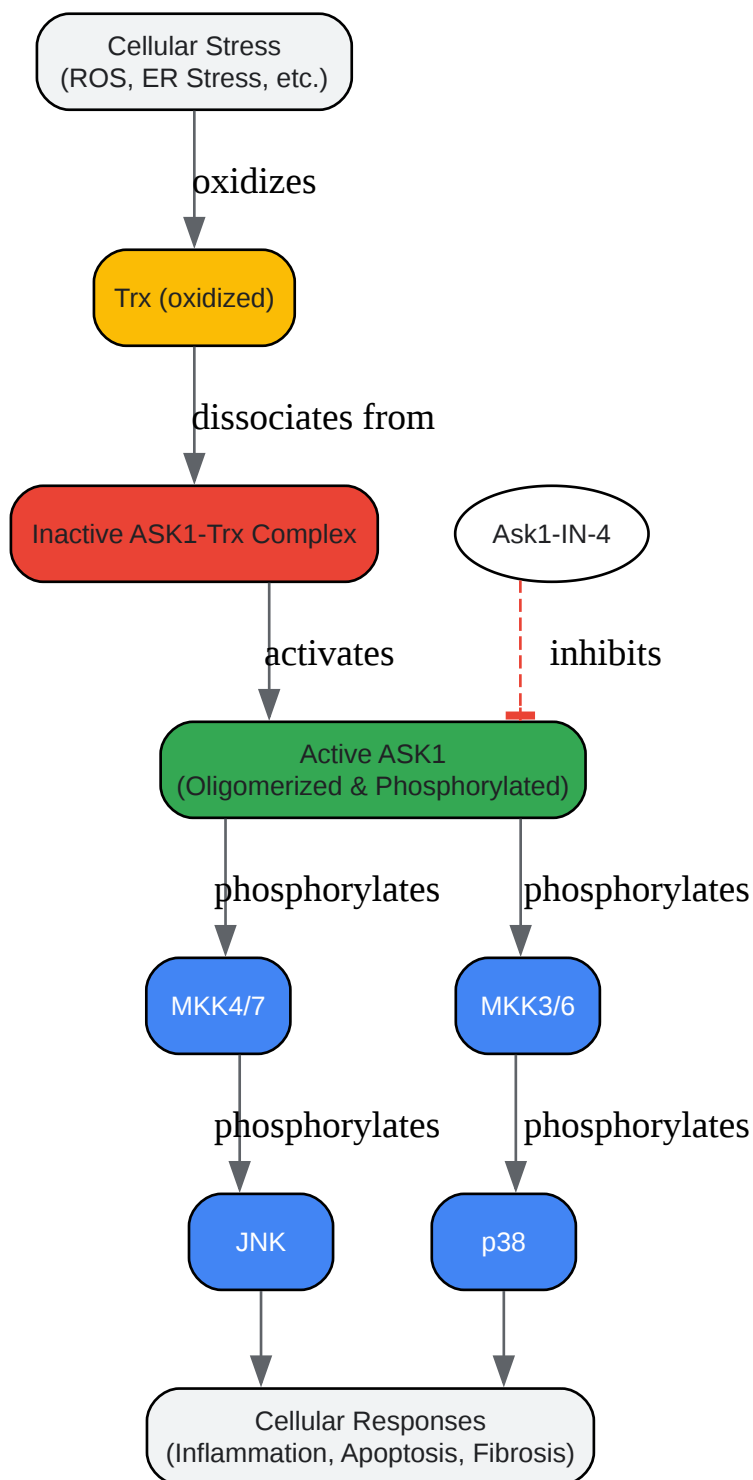 Cellular Stress
(ROS, ER Stress, etc.)
oxidizes
Trx (oxidized)
dissociates from
Inactive ASK1-Trx Complex
Ask1-IN-4
activates
inhibits
Active ASK1
(Oligomerized & Phosphorylated)
phosphorylates
phosphorylates
MKK4/7
MKK3/6
phosphorylates
phosphorylates
JNK
p38
Cellular Responses
(Inflammation, Apoptosis, Fibrosis)